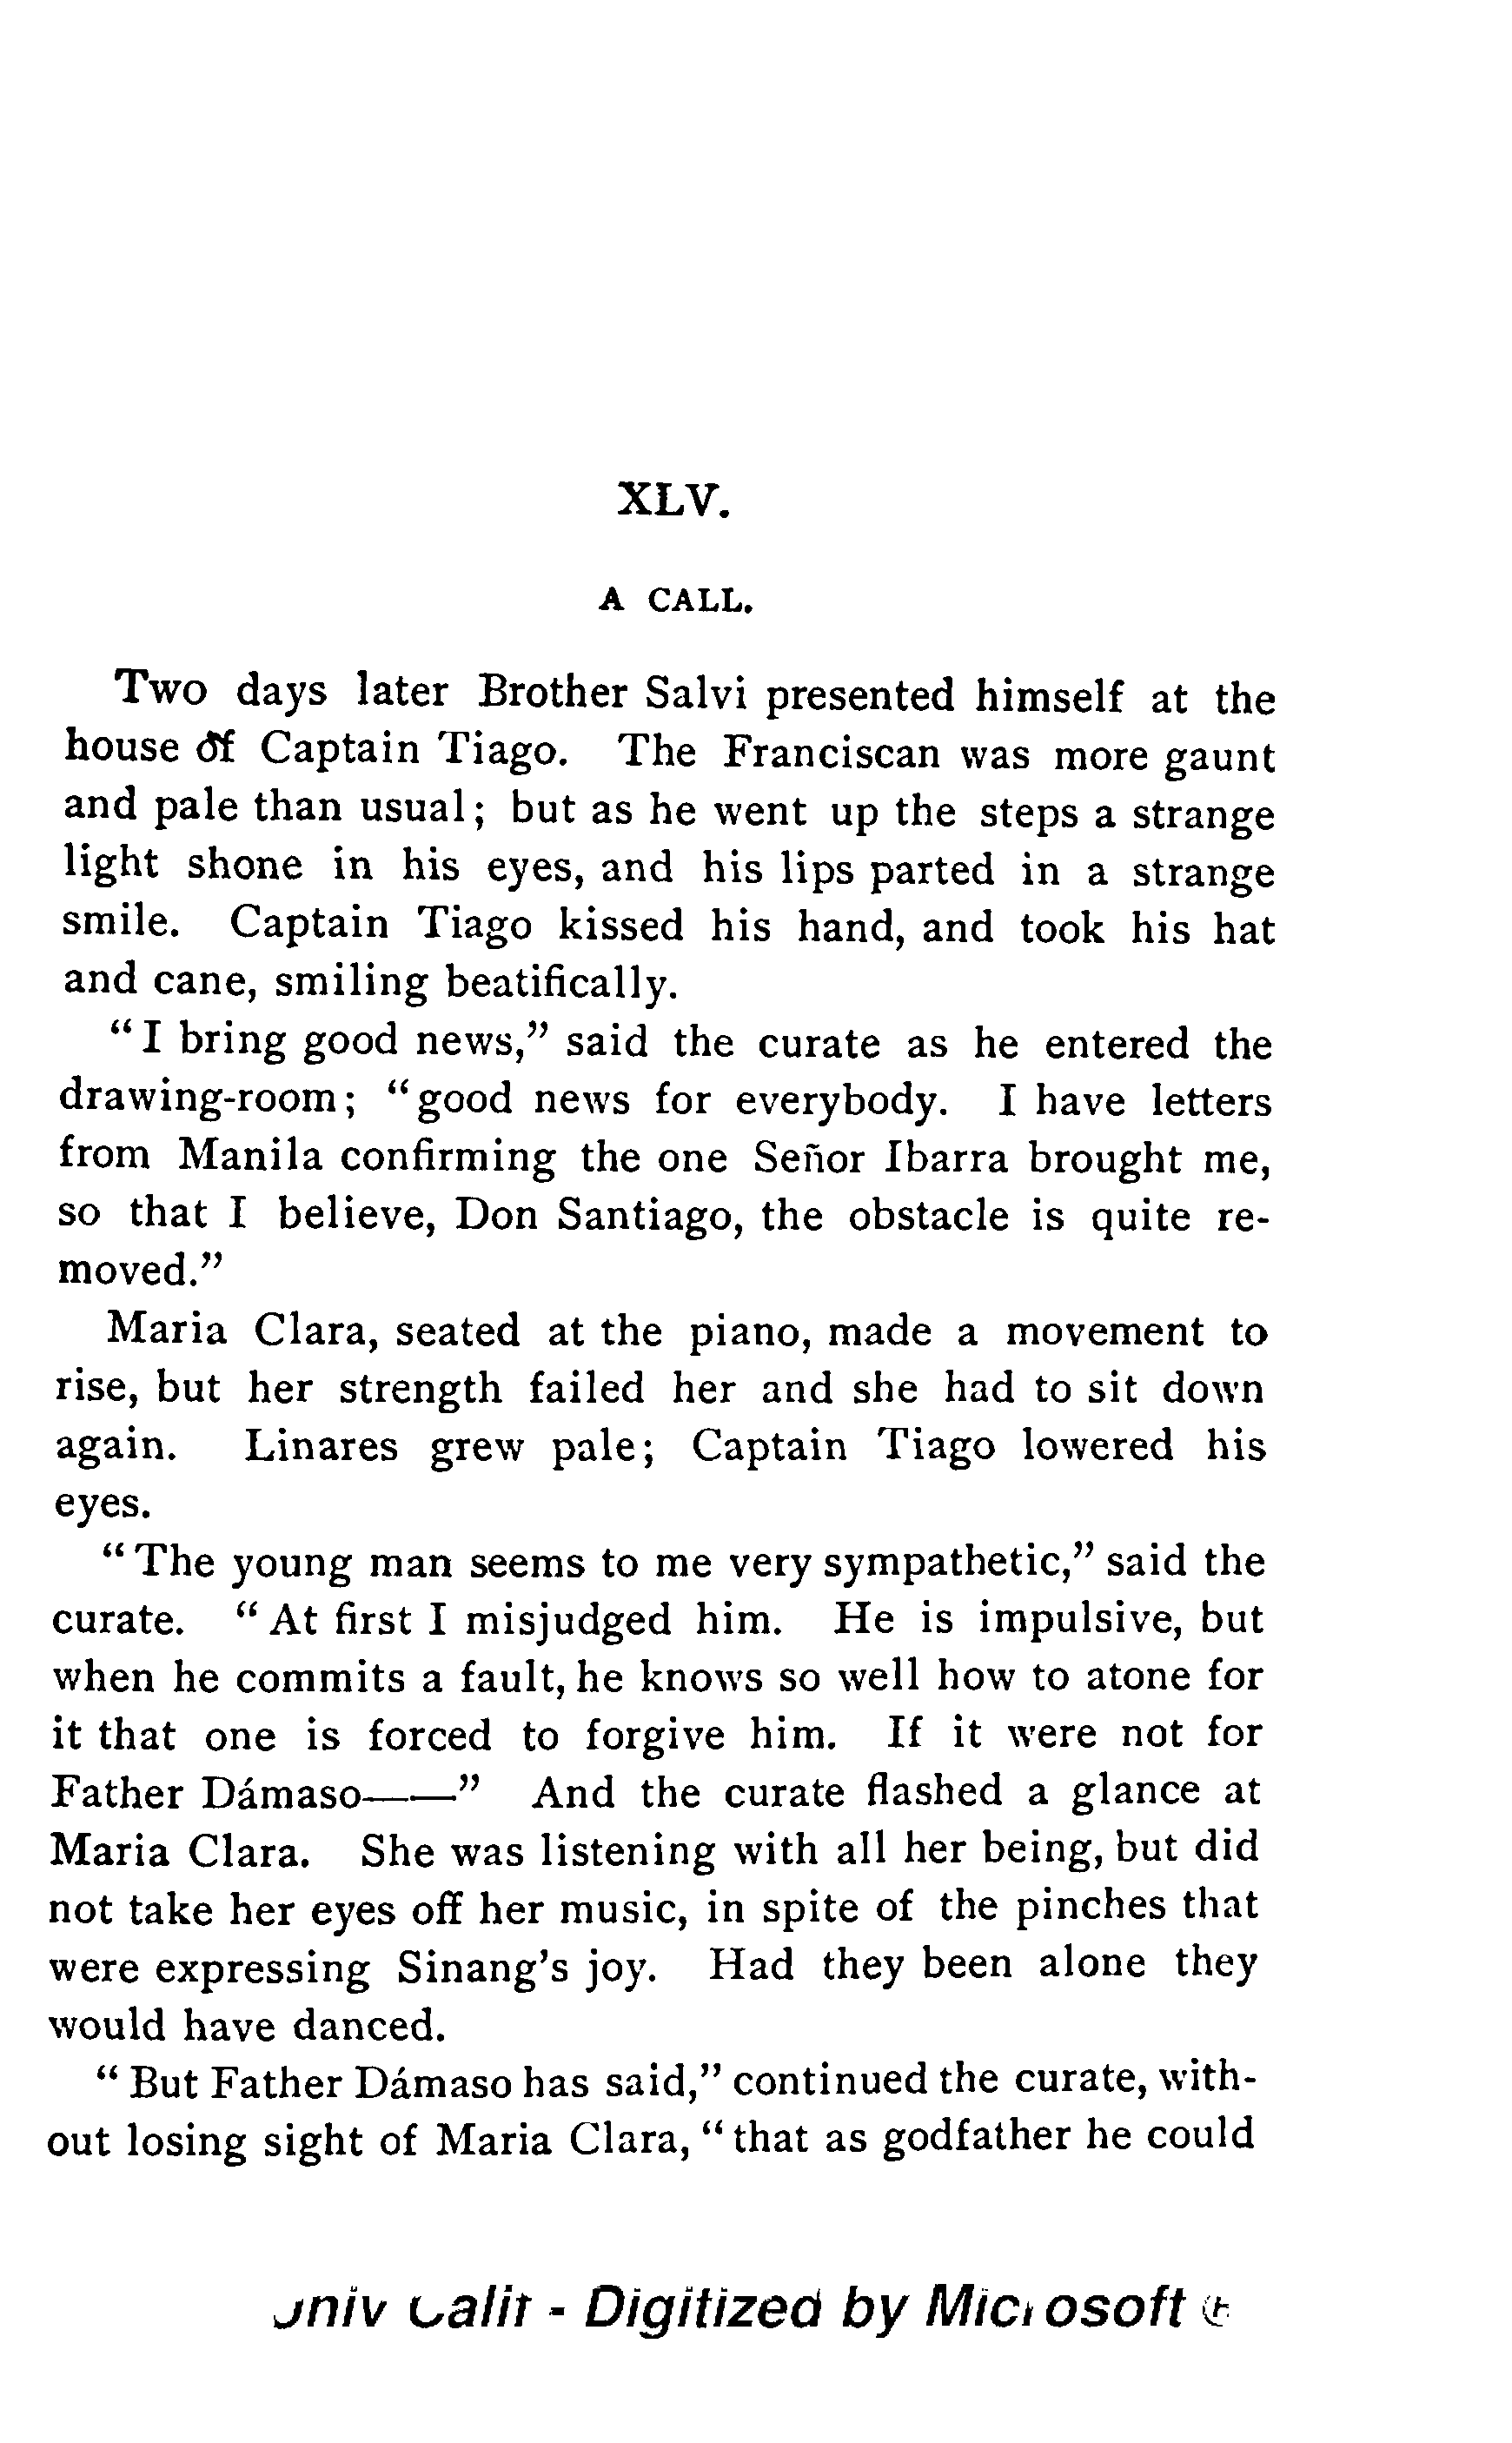 XLV.
A CALL.
Two days later Brother Salvi presented himself at the
house of Captain Tiago. The Franciscan was more gaunt
and pale than usual; but as he went up the steps a strange
light shone in his eyes, and his lips parted in a strange
smile. Captain Tiago kissed his hand, and took his hat
and cane, smiling beatifically.
“I bring good news,” said the curate as he entered the
drawing-room; “good news for everybody. I have letters
from Manila confirming the one Señor Ibarra brought me,
so that I believe, Don Santiago, the obstacle is quite re-
moved.”
Maria Clara, seated at the piano, made a movement to
rise, but her strength failed her and she had to sit down
again. Linares grew pale; Captain Tiago lowered his
eyes.
“The young man seems to me very sympathetic,” said the
curate. “At first I misjudged him. He is impulsive, but
when he commits a fault, he knows so well how to atone for
it that one is forced to forgive him. If it were not for
Father Dámaso——” And the curate flashed a glance at
Maria Clara. She was listening with all her being, but did
not take her eyes off her music, in spite of the pinches that
were expressing Sinang’s joy. Had they been alone they
would have danced.
“But Father Dámaso has said,” continued the curate, with-
out losing sight of Maria Clara, “that as godfather he could
Univ Calif - Digitized by Microsoft ®